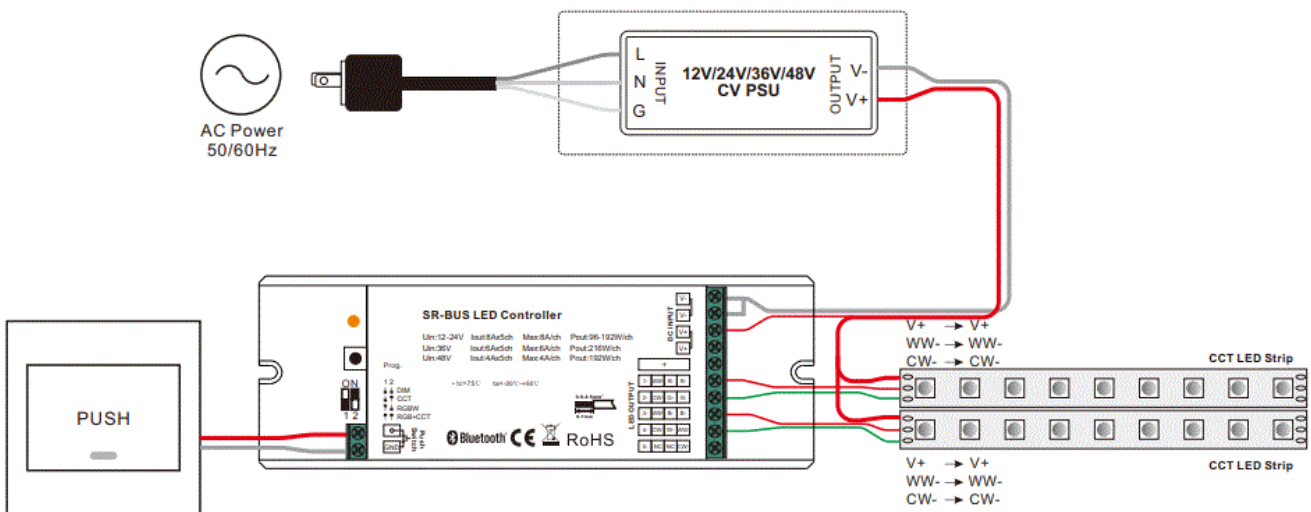 AC Power
50/60Hz
L
N
G
INPUT
12V/24V/36V/48V
CV PSU
OUTPUT
V-
V+
PUSH
SR-BUS LED Controller
Uin:12-24V Iout:8Ax5ch Max:8A/ch Pout:96-192W/ch
Uin:36V Iout:6Ax5ch Max:6A/ch Pout:216W/ch
Uin:48V Iout:4Ax5ch Max:4A/ch Pout:192W/ch
Prog.
1 2
DIM
CCT
RGBW
RGB+CCT
ON
1 2
Push
Switch
GND
Bluetooth
CE
RoHS
DC INPUT
V-
V-
V+
V+
LED OUTPUT
+
V+ → V+
WW- → WW-
CW- → CW-
CCT LED Strip
CCT LED Strip
V+ → V+
WW- → WW-
CW- → CW-